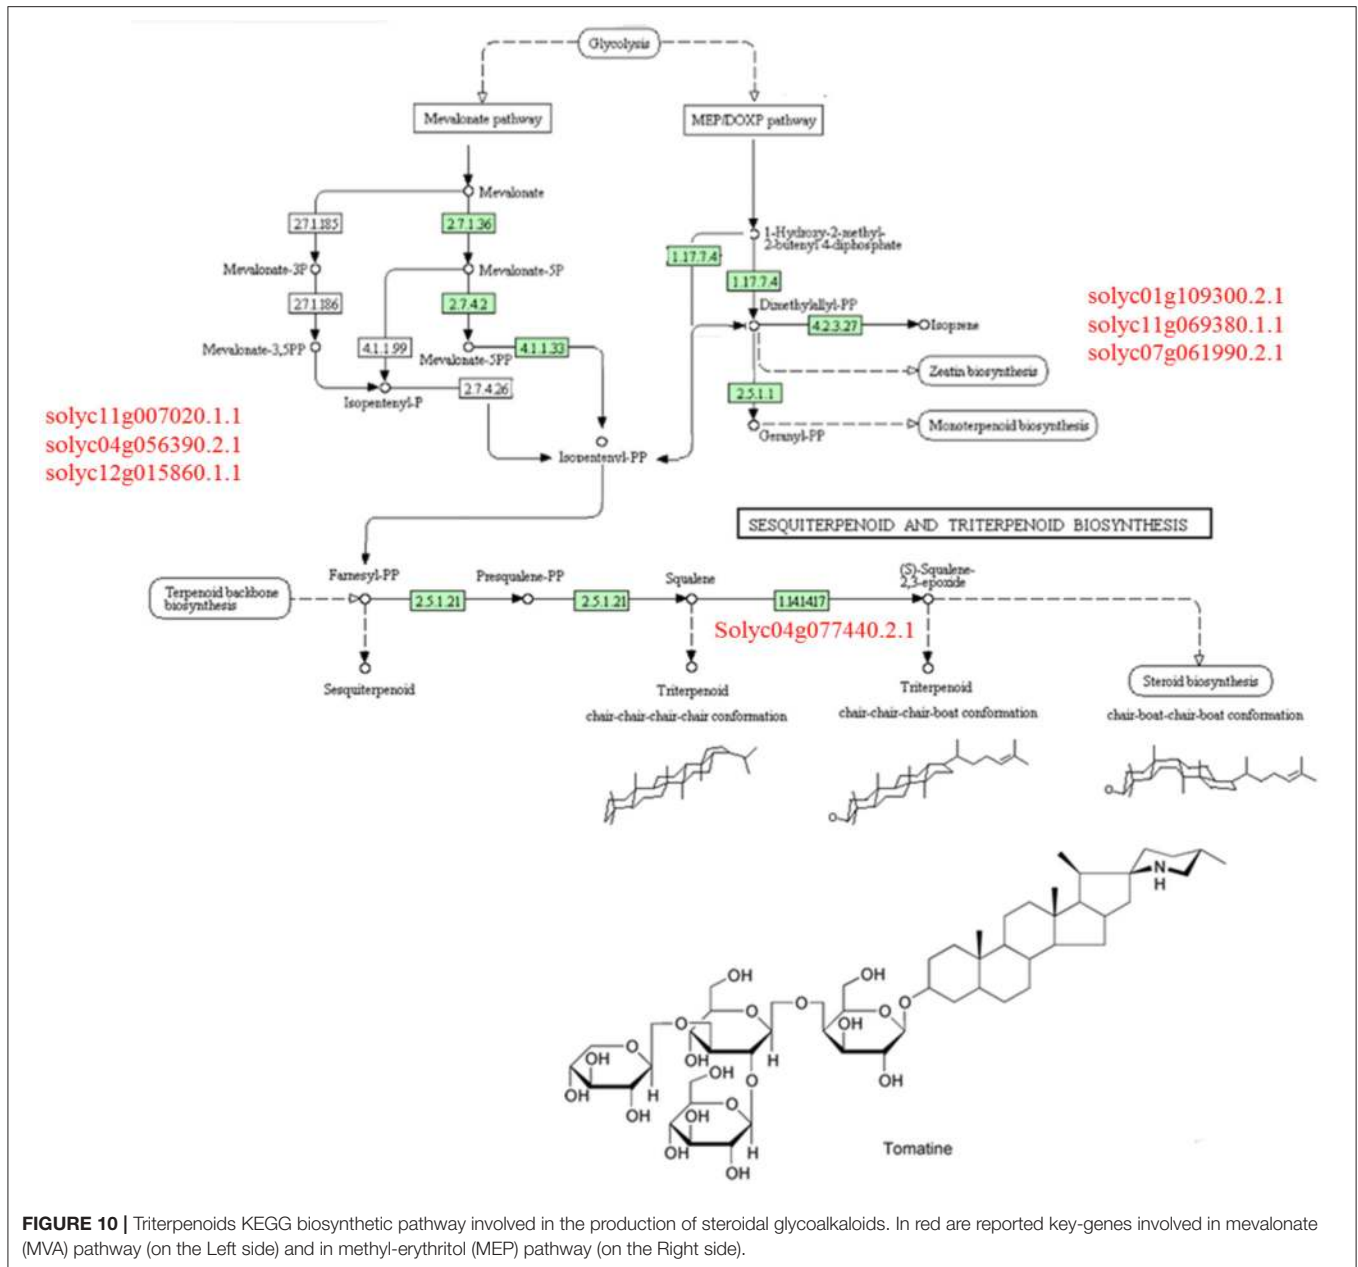 Glycolysis
Mevalonate pathway
MEP/DOXP pathway
Mevalonate
2.7.1.185
2.7.1.36
1-Hydroxy-2-methyl-
2-butenyl 4-diphosphate
1.17.7.4
Mevalonate-3P
Mevalonate-5P
1.17.7.4
2.7.1.186
2.7.4.2
Dimethylallyl-PP
solyc01g109300.2.1
solyc11g069380.1.1
solyc07g061990.2.1
4.2.3.27
Isoprene
Mevalonate-3,5PP
4.1.1.99
Mevalonate-5PP
4.1.1.33
Zeatin biosynthesis
Isopentenyl-P
2.7.4.26
2.5.1.1
solyc11g007020.1.1
solyc04g056390.2.1
solyc12g015860.1.1
Geranyl-PP
Monoterpenoid biosynthesis
Isopentenyl-PP
SESQUITERPENOID AND TRITERPENOID BIOSYNTHESIS
Terpenoid backbone
biosynthesis
Farnesyl-PP
2.5.1.21
Presqualene-PP
2.5.1.21
Squalene
1.14.14.17
(S)-Squalene-
2,3-epoxide
Solyc04g077440.2.1
Sesquiterpenoid
Triterpenoid
chair-chair-chair-chair conformation
Triterpenoid
chair-chair-chair-boat conformation
Steroid biosynthesis
chair-boat-chair-boat conformation
O
O
N
H
OH
OH
O
O
O
O
O
OH
O
OH
H
O
OH
OH
OH
H
OH
OH
O
O
OH
OH
H
OH
Tomatine
FIGURE 10 | Triterpenoids KEGG biosynthetic pathway involved in the production of steroidal glycoalkaloids. In red are reported key-genes involved in mevalonate
(MVA) pathway (on the Left side) and in methyl-erythritol (MEP) pathway (on the Right side).